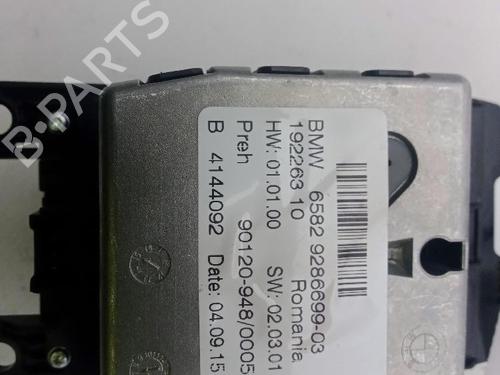 BMW 6582 9286699-03
192263 10 Romania
HW: 01.01.00 SW: 02.03.01
Preh 90120-948/0005
B 4144092 Date: 04.09.15
B-PARTS